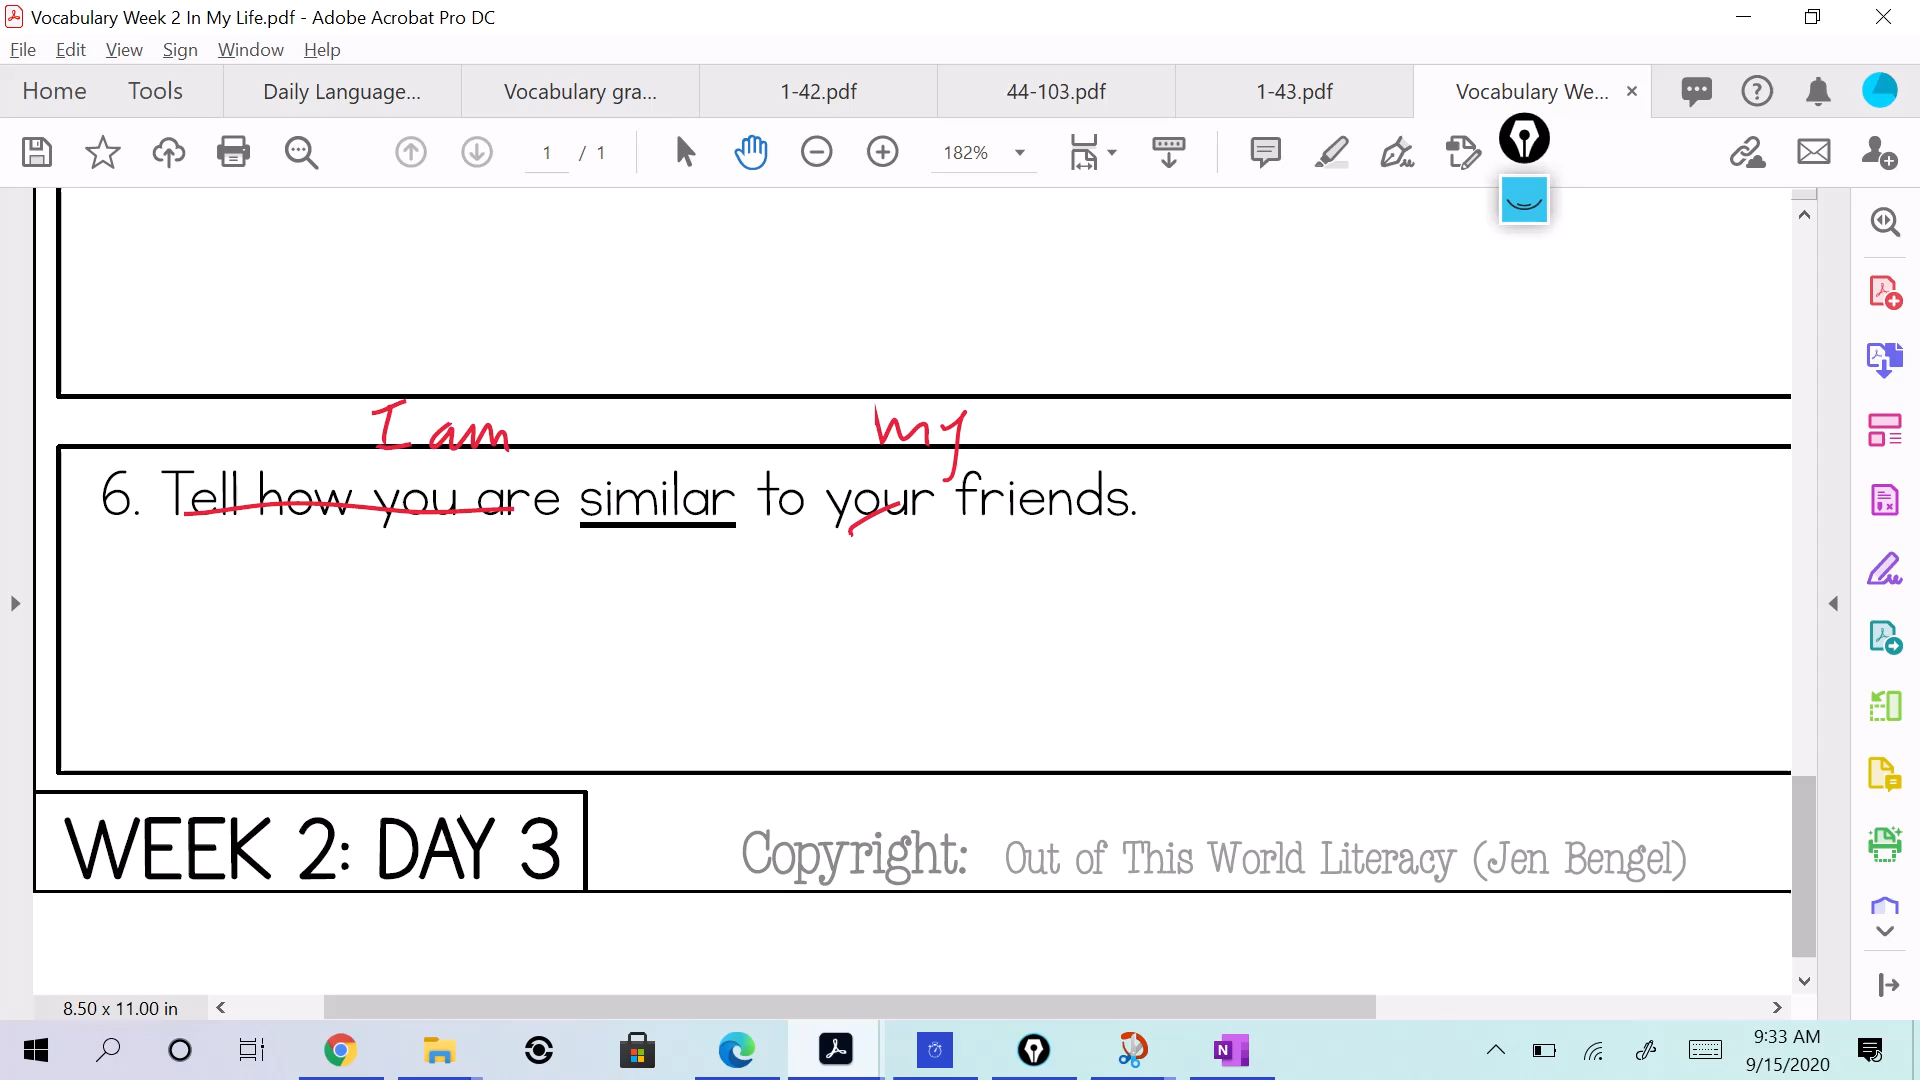 Vocabulary Week 2 In My Life.pdf - Adobe Acrobat Pro DC
File Edit View Sign Window Help
Home Tools Daily Language... Vocabulary gra... 1-42.pdf 44-103.pdf 1-43.pdf Vocabulary We...
1 / 1 182%
I am my
6. Tell how you are similar to your friends.
WEEK 2: DAY 3 Copyright: Out of This World Literacy (Jen Bengel)
8.50 x 11.00 in
9:33 AM
9/15/2020